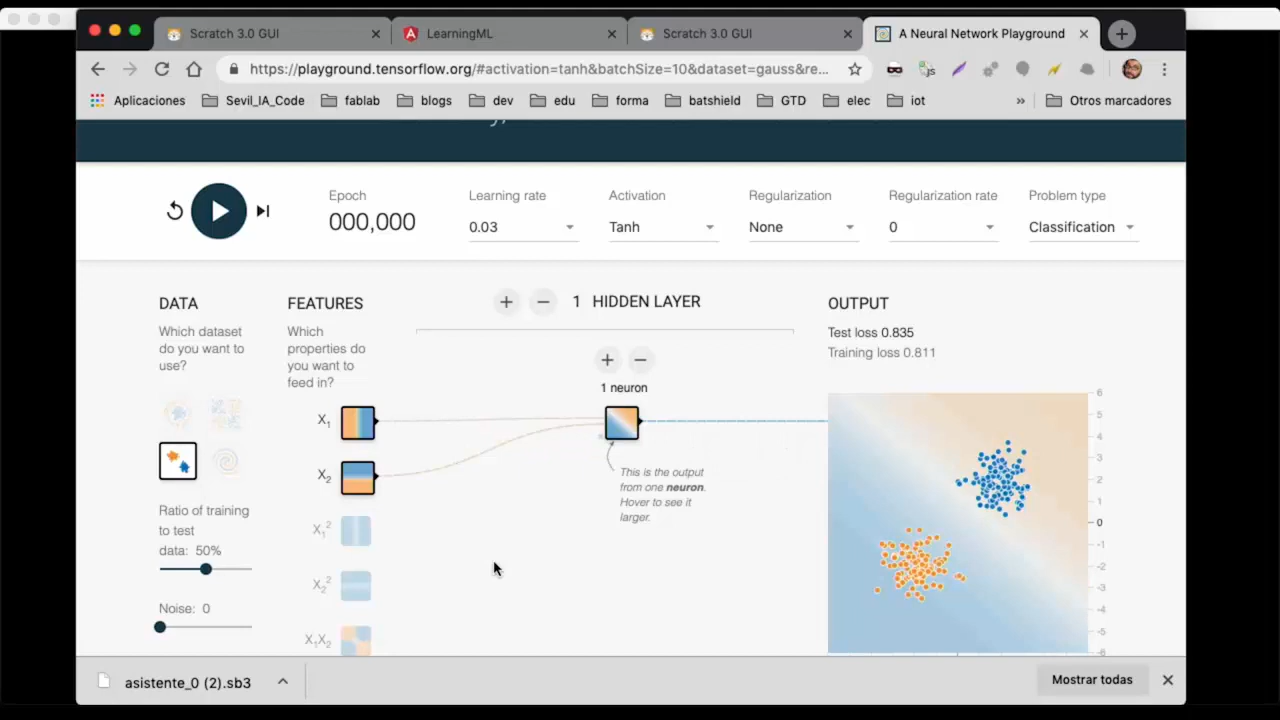 Scratch 3.0 GUI
LearningML
Scratch 3.0 GUI
A Neural Network Playground
https://playground.tensorflow.org/#activation=tanh&batchSize=10&dataset=gauss&re...
Aplicaciones
Sevil_IA_Code
fablab
blogs
dev
edu
forma
batshield
GTD
elec
iot
»
Otros marcadores
Epoch
000,000
Learning rate
0.03
Activation
Tanh
Regularization
None
Regularization rate
0
Problem type
Classification
DATA
Which dataset
do you want to
use?
Ratio of training
to test
data: 50%
Noise: 0
FEATURES
Which
properties do
you want to
feed in?
X₁
X₂
X₁²
X₂²
X₁X₂
+ − 1 HIDDEN LAYER
+ −
1 neuron
This is the output
from one neuron.
Hover to see it
larger.
OUTPUT
Test loss 0.835
Training loss 0.811
6
5
4
3
2
1
0
-1
-2
-3
-4
-5
-6
asistente_0 (2).sb3
Mostrar todas